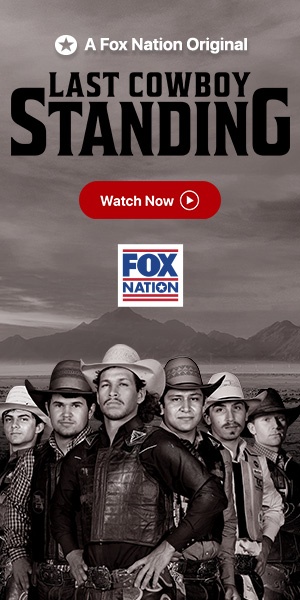 A Fox Nation Original
LAST COWBOY
STANDING
Watch Now
FOX
NATION